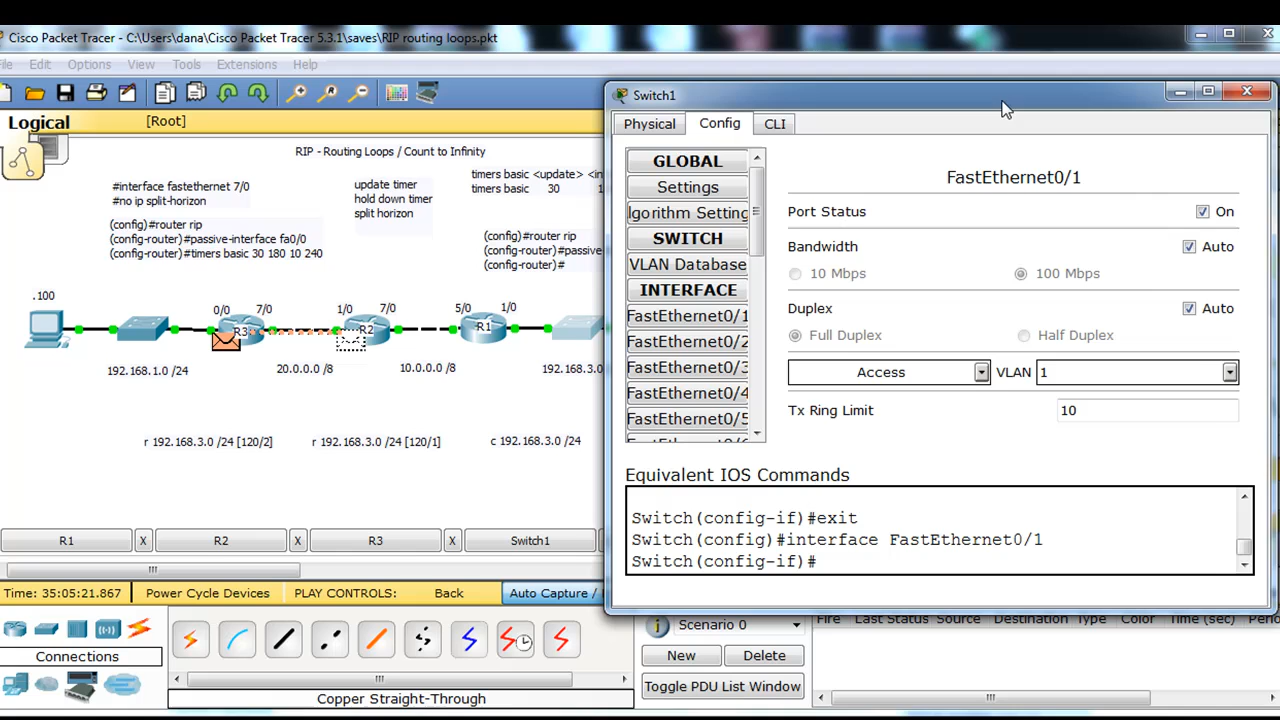 Cisco Packet Tracer - C:\Users\dana\Cisco Packet Tracer 5.3.1\saves\RIP routing loops.pkt
File Edit Options View Tools Extensions Help
Logical
[Root]
RIP - Routing Loops / Count to Infinity
#interface fastethernet 7/0
#no ip split-horizon
(config)#router rip
(config-router)#passive-interface fa0/0
(config-router)#timers basic 30 180 10 240
update timer
hold down timer
split horizon
timers basic <update> <in
timers basic 30 1
(config)#router rip
(config-router)#passive
(config-router)#
.100
0/0 7/0 1/0 7/0 5/0 1/0
R3 R2 R1
192.168.1.0 /24 20.0.0.0 /8 10.0.0.0 /8 192.168.3.0
r 192.168.3.0 /24 [120/2] r 192.168.3.0 /24 [120/1] c 192.168.3.0 /24
R1 X R2 X R3 X Switch1
Time: 35:05:21.867 Power Cycle Devices PLAY CONTROLS: Back Auto Capture /
Connections
Copper Straight-Through
Switch1
Physical Config CLI
GLOBAL
Settings
lgorithm Setting
SWITCH
VLAN Database
INTERFACE
FastEthernet0/1
FastEthernet0/2
FastEthernet0/3
FastEthernet0/4
FastEthernet0/5
FastEthernet0/1
Port Status On
Bandwidth Auto
10 Mbps 100 Mbps
Duplex Auto
Full Duplex Half Duplex
Access VLAN 1
Tx Ring Limit 10
Equivalent IOS Commands
Switch(config-if)#exit
Switch(config)#interface FastEthernet0/1
Switch(config-if)#
Scenario 0
New Delete
Toggle PDU List Window
Fire Last Status Source Destination Type Color Time (sec) Period